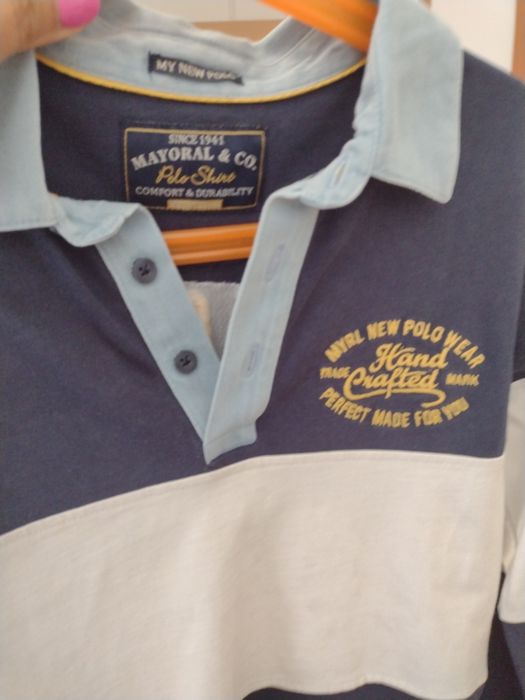 MY NEW POLO
SINCE 1941
MAYORAL & CO.
Polo Shirt
COMFORT & DURABILITY
MYRL NEW POLO WEAR
Hand
TRADE Crafted MARK
PERFECT MADE FOR YOU